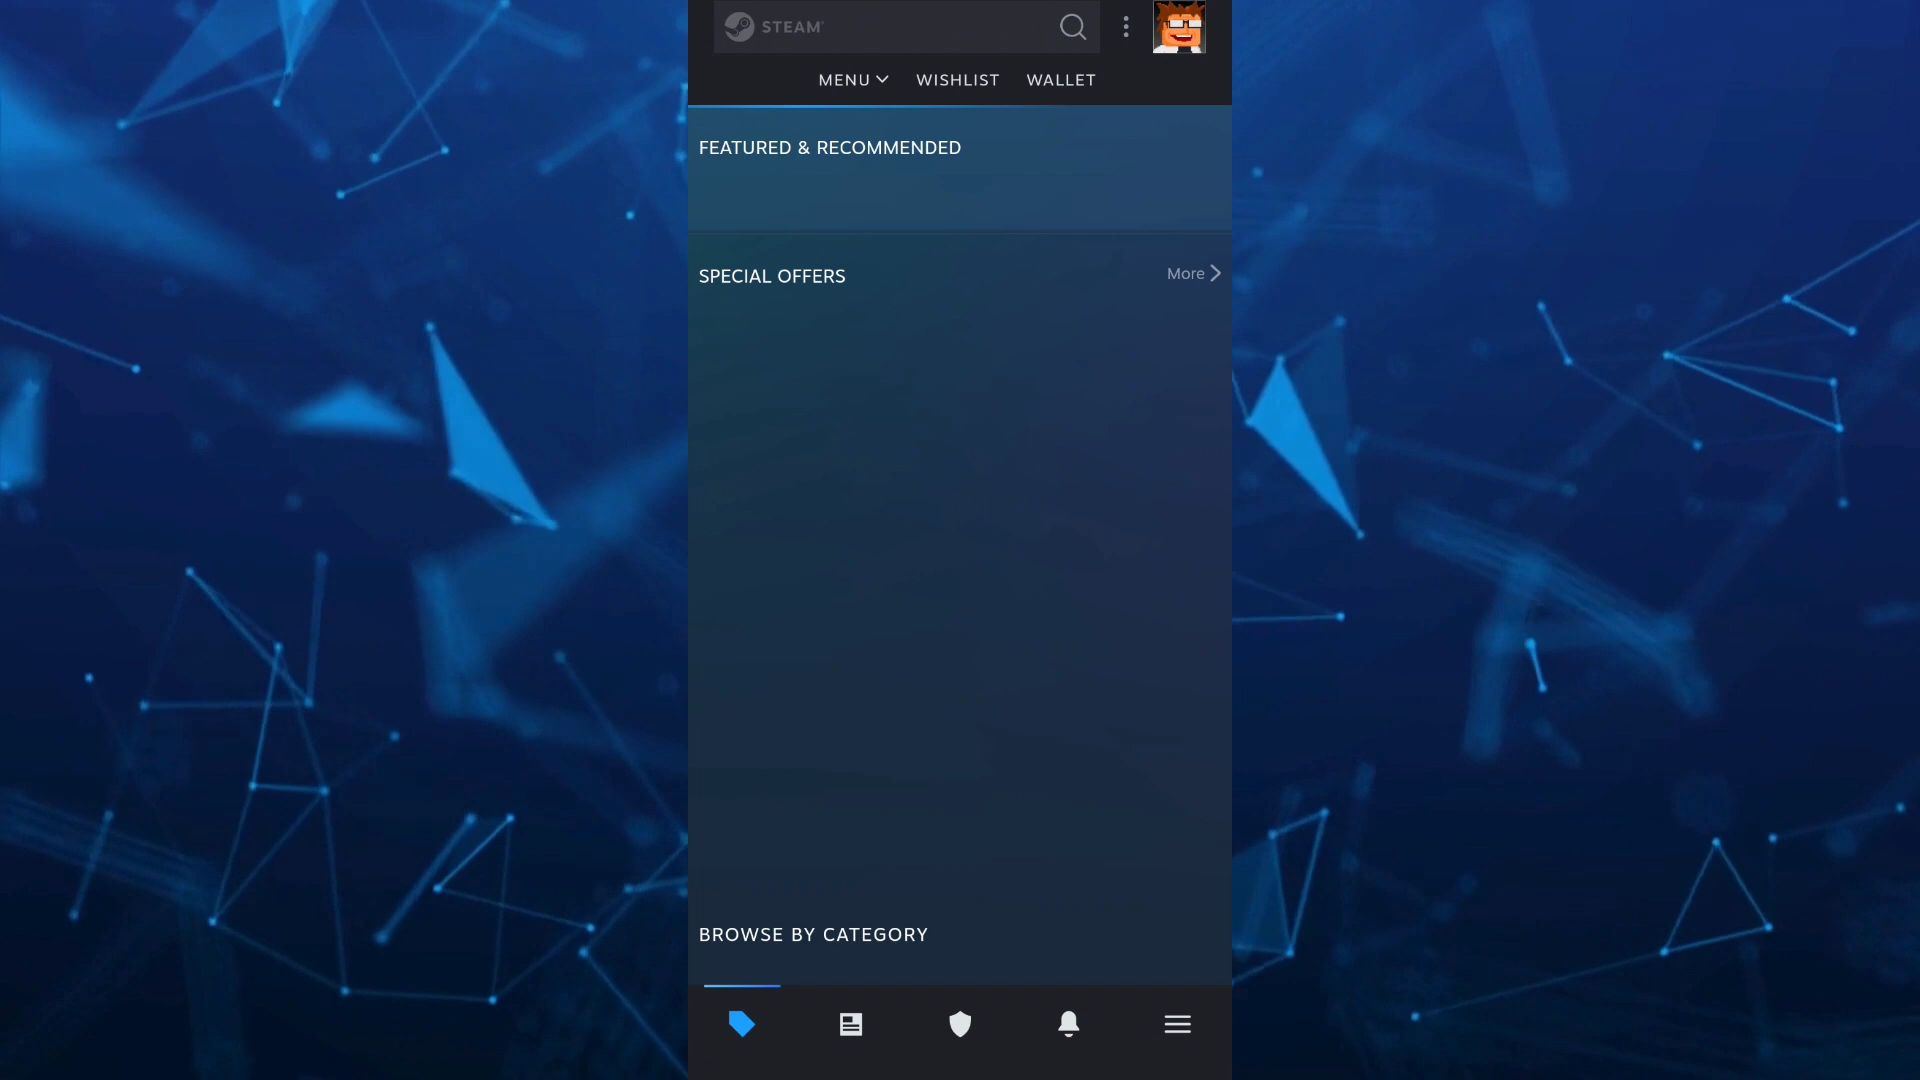 STEAM
MENU WISHLIST WALLET
FEATURED & RECOMMENDED
SPECIAL OFFERS
More
BROWSE BY CATEGORY